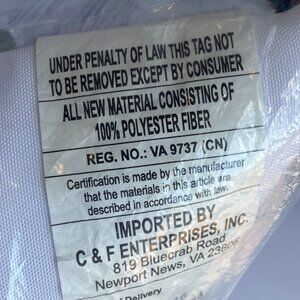 UNDER PENALTY OF LAW THIS TAG NOT
TO BE REMOVED EXCEPT BY CONSUMER
ALL NEW MATERIAL CONSISTING OF
100% POLYESTER FIBER
REG. NO.: VA 9737 (CN)
Certification is made by the manufacturer
that the materials in this article are
described in accordance with law.
IMPORTED BY
C & F ENTERPRISES, INC.
819 Bluecrab Road
Newport News, VA 23606
of Delivery